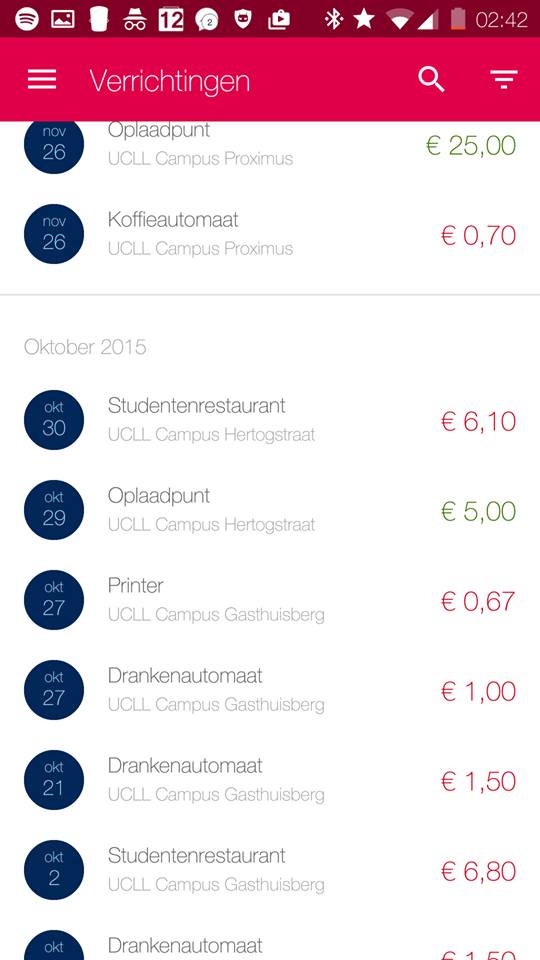 12
2
02:42
Verrichtingen
nov
26
Oplaadpunt
UCLL Campus Proximus
€ 25,00
nov
26
Koffieautomaat
UCLL Campus Proximus
€ 0,70
Oktober 2015
okt
30
Studentenrestaurant
UCLL Campus Hertogstraat
€ 6,10
okt
29
Oplaadpunt
UCLL Campus Hertogstraat
€ 5,00
okt
27
Printer
UCLL Campus Gasthuisberg
€ 0,67
okt
27
Drankenautomaat
UCLL Campus Gasthuisberg
€ 1,00
okt
21
Drankenautomaat
UCLL Campus Gasthuisberg
€ 1,50
okt
2
Studentenrestaurant
UCLL Campus Gasthuisberg
€ 6,80
okt
Drankenautomaat
€ 1,50